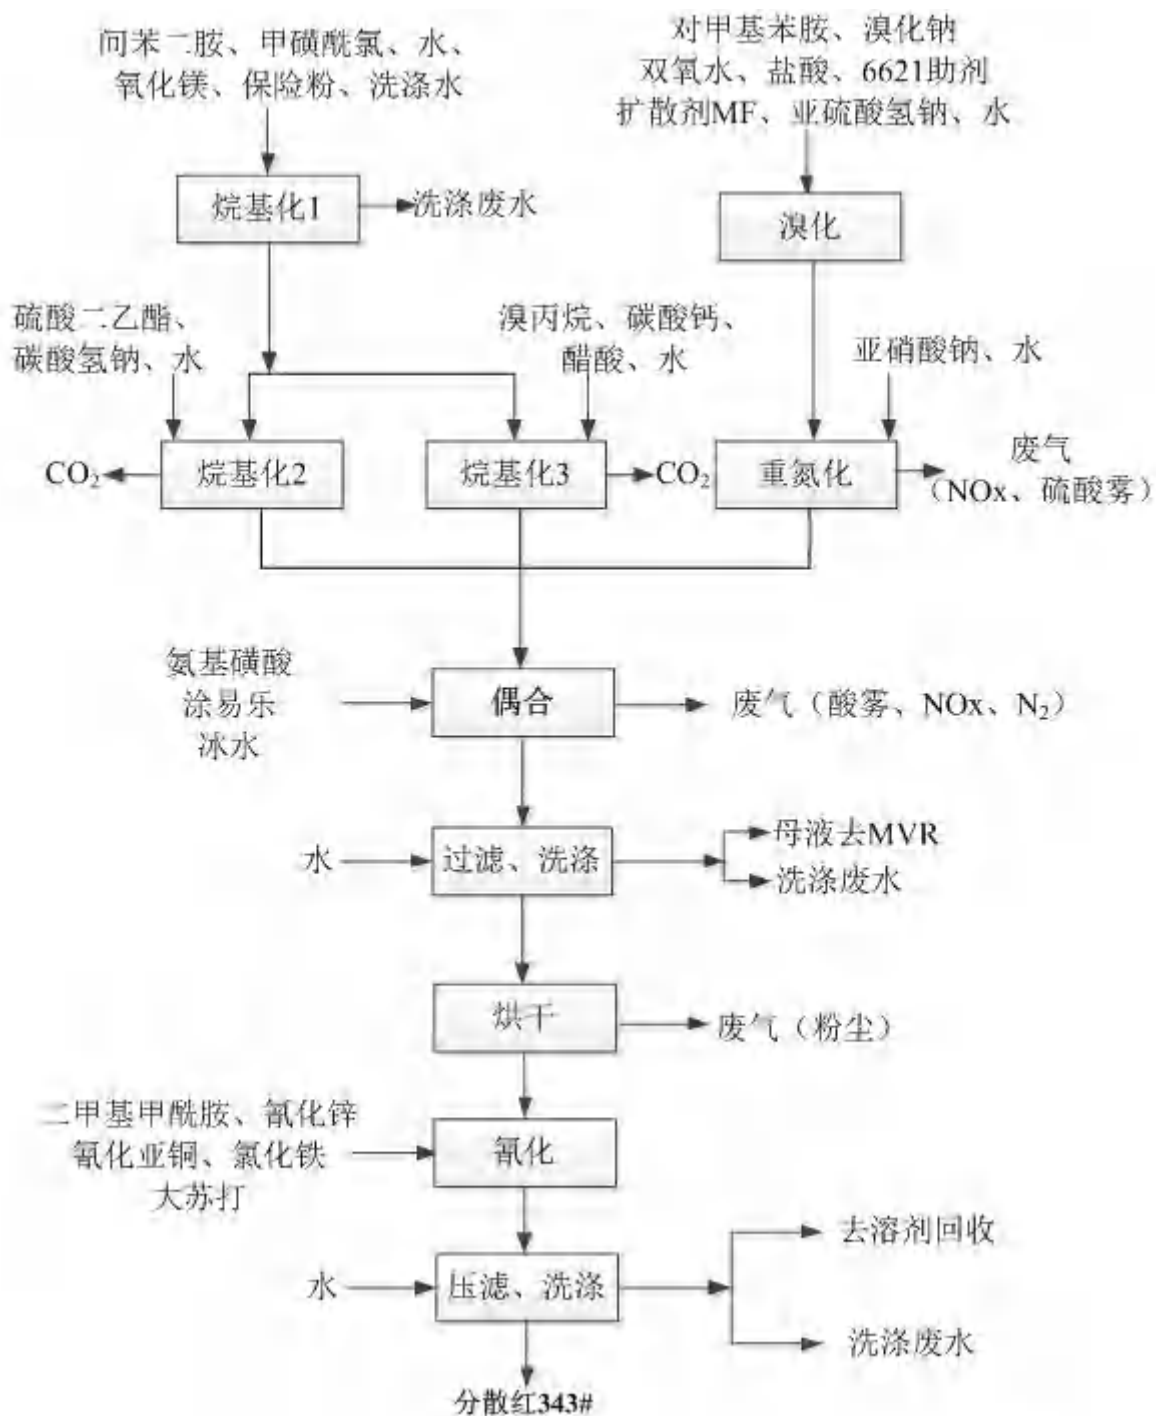 间苯二胺、甲磺酰氯、水、
氧化镁、保险粉、洗涤水
对甲基苯胺、溴化钠
双氧水、盐酸、6621助剂
扩散剂MF、亚硫酸氢钠、水
烷基化1
洗涤废水
溴化
硫酸二乙酯、
碳酸氢钠、水
溴丙烷、碳酸钙、
醋酸、水
亚硝酸钠、水
CO₂
烷基化2
烷基化3
CO₂
重氮化
废气
（NOx、硫酸雾）
氨基磺酸
涂易乐
冰水
偶合
废气（酸雾、NOx、N₂）
水
过滤、洗涤
母液去MVR
洗涤废水
烘干
废气（粉尘）
二甲基甲酰胺、氰化锌
氰化亚铜、氯化铁
大苏打
氰化
水
压滤、洗涤
去溶剂回收
洗涤废水
分散红343#